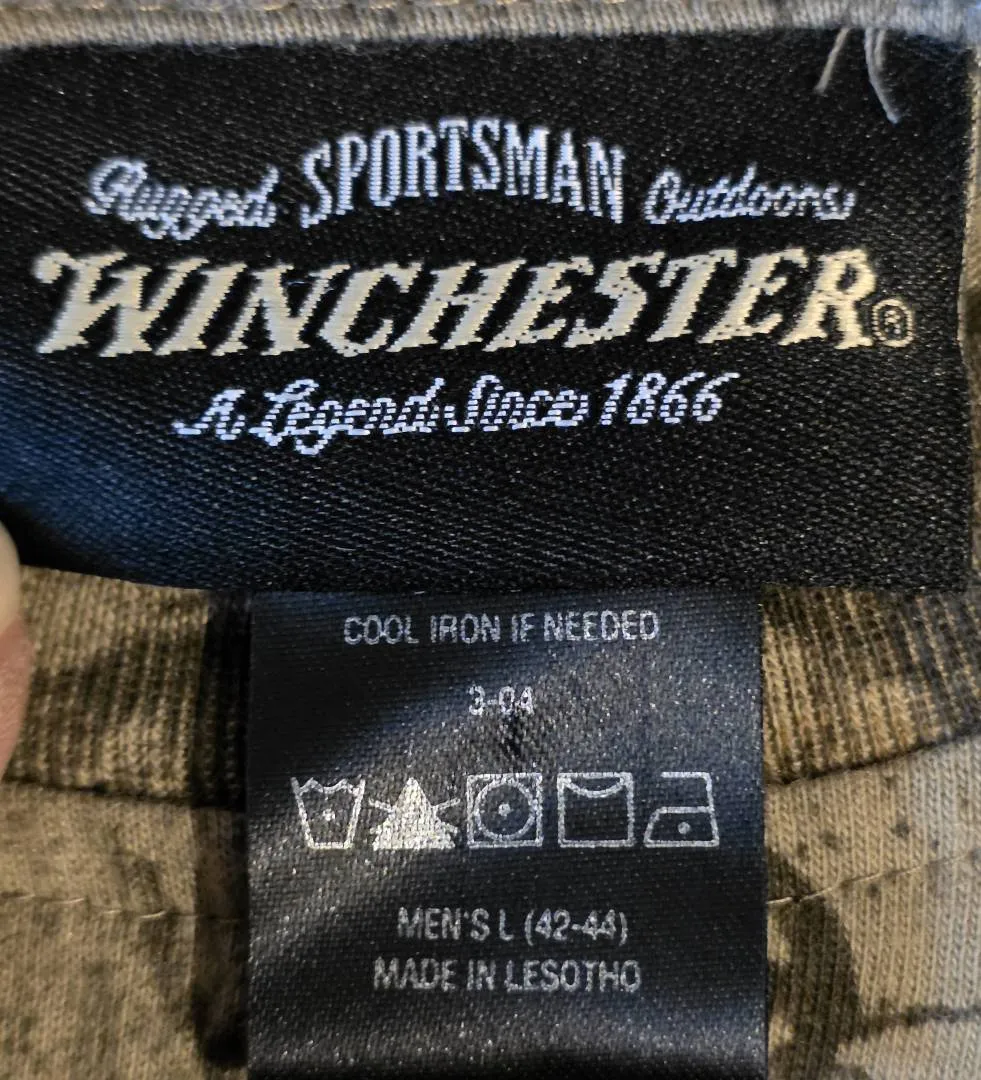 Rugged SPORTSMAN Outdoors
WINCHESTER®
A Legend Since 1866
COOL IRON IF NEEDED
3-04
MEN'S L (42-44)
MADE IN LESOTHO